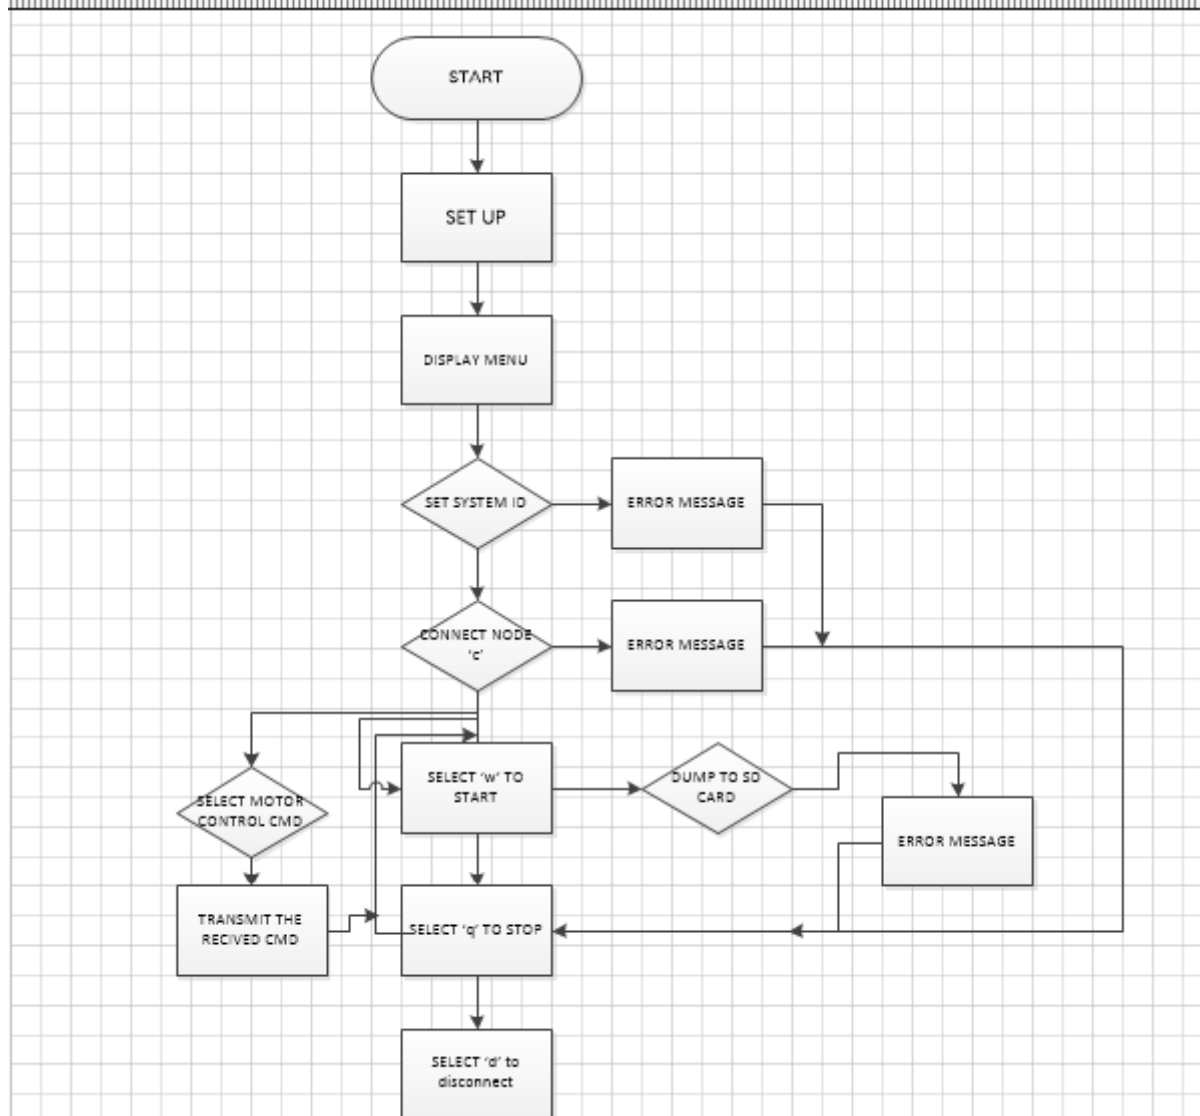 START
SET UP
DISPLAY MENU
SET SYSTEM ID
ERROR MESSAGE
CONNECT NODE
'c'
ERROR MESSAGE
SELECT MOTOR
CONTROL CMD
SELECT 'w' TO
START
DUMP TO SD
CARD
ERROR MESSAGE
TRANSMIT THE
RECIVED CMD
SELECT 'q' TO STOP
SELECT 'd' to
disconnect